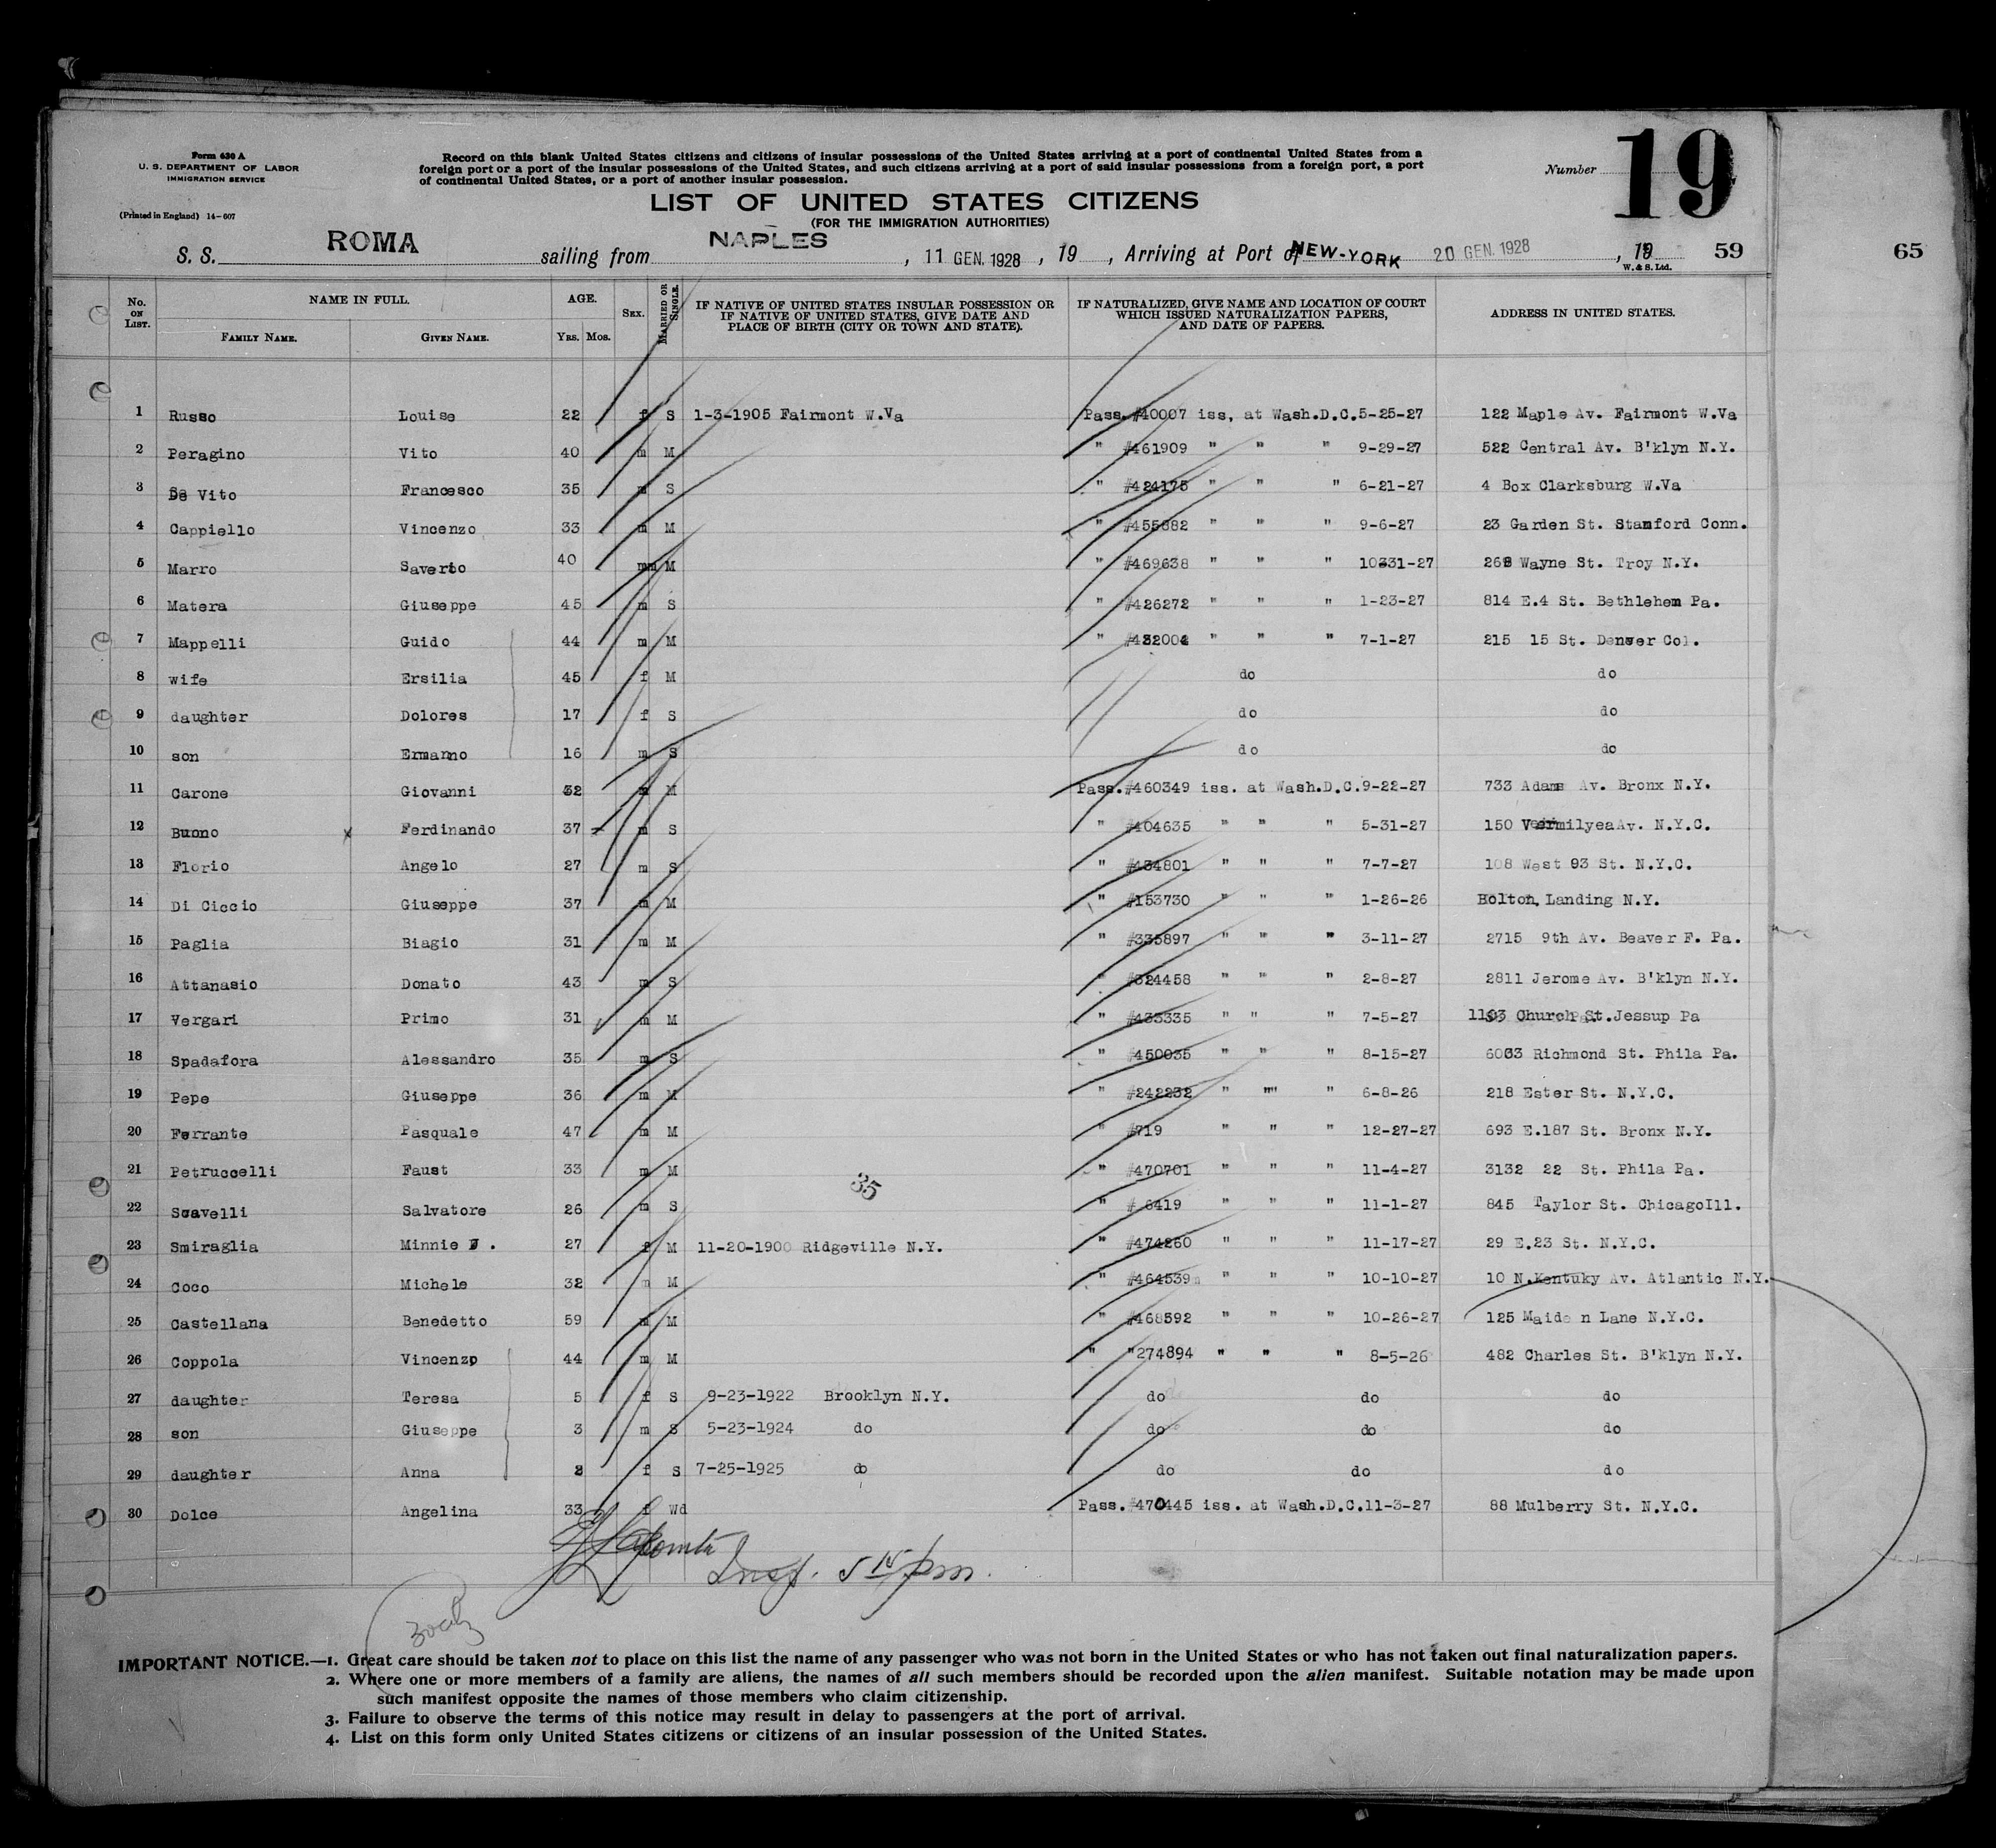 Form 630 A
U. S. DEPARTMENT OF LABOR
IMMIGRATION SERVICE
(Printed in England) 14-607
Record on this blank United States citizens and citizens of insular possessions of the United States arriving at a port of continental United States from a
foreign port or a port of the insular possessions of the United States, and such citizens arriving at a port of said insular possessions from a foreign port, a port
of continental United States, or a port of another insular possession.
Number 19
LIST OF UNITED STATES CITIZENS
(FOR THE IMMIGRATION AUTHORITIES)
S. S. ROMA sailing from NAPLES, 11 GEN. 1928, 19 , Arriving at Port of NEW-YORK 20 GEN. 1928, 19 59 65
W. & S. Ltd.
No. ON LIST. NAME IN FULL. AGE. SEX. MARRIED OR SINGLE. IF NATIVE OF UNITED STATES INSULAR POSSESSION OR IF NATIVE OF UNITED STATES, GIVE DATE AND PLACE OF BIRTH (CITY OR TOWN AND STATE). IF NATURALIZED, GIVE NAME AND LOCATION OF COURT WHICH ISSUED NATURALIZATION PAPERS, AND DATE OF PAPERS. ADDRESS IN UNITED STATES.
FAMILY NAME. GIVEN NAME. YRS. MOS.
1 Russo Louise 22 f S 1-3-1905 Fairmont W.Va Pass. #40007 iss, at Wash.D.C.5-25-27 122 Maple Av. Fairmont W.Va
2 Peragino Vito 40 m M " #461909 " " " 9-29-27 522 Central Av. B'klyn N.Y.
3 De Vito Francesco 35 m S " #424175 " " " 6-21-27 4 Box Clarksburg W.Va
4 Cappiello Vincenzo 33 m M " #455882 " " " 9-6-27 23 Garden St. Stamford Conn.
5 Marro Saverio 40 m M " #469638 " " " 10-31-27 Wayne St. Troy N.Y.
6 Matera Giuseppe 45 m S " #426272 " " " 1-23-27 814 E.4 St. Bethlehem Pa.
7 Mappelli Guido 44 m M " #432004 " " " 7-1-27 215 15 St. Denver Col.
8 wife Ersilia 45 f M do do
9 daughter Dolores 17 f S do do
10 son Ermanno 16 m S do do
11 Carone Giovanni 32 m M Pass.#460349 iss. at Wash.D.C.9-22-27 733 Adams Av. Bronx N.Y.
12 Buono x Ferdinando 37 m S " #404635 " " " 5-31-27 150 Vermilyea Av. N.Y.C.
13 Florio Angelo 27 m S " #434801 " " " 7-7-27 108 West 93 St. N.Y.C.
14 Di Ciccio Giuseppe 37 m M " #153730 " " " 1-26-26 Bolton, Landing N.Y.
15 Paglia Biagio 31 m M " #335897 " " " 3-11-27 2715 9th Av. Beaver F. Pa.
16 Attanasio Donato 43 m S " #324458 " " " 2-8-27 2811 Jerome Av. B'klyn N.Y.
17 Vergari Primo 31 m M " #433335 " " " 7-5-27 Church St. Jessup Pa
18 Spadafora Alessandro 35 m S " #450035 " " " 8-15-27 Richmond St. Phila Pa.
19 Pepe Giuseppe 36 m M " #242232 " "" " 6-8-26 218 Ester St. N.Y.C.
20 Ferrante Pasquale 47 m M " #719 " " " 12-27-27 693 E.187 St. Bronx N.Y.
21 Petruccelli Faust 33 m M " #470701 " " " 11-4-27 3132 22 St. Phila Pa.
35
22 Scavelli Salvatore 26 m S " # 6419 " " " 11-1-27 845 Taylor St. ChicagoIll.
23 Smiraglia Minnie 27 f M 11-20-1900 Ridgeville N.Y. " #474260 " " " 11-17-27 29 E.23 St. N.Y.C.
24 Coco Michele 32 m M " #464539 " " " 10-10-27 10 N.Kentuky Av. Atlantic N.Y.
25 Castellana Benedetto 59 m M " #468592 " " " 10-26-27 125 Maide n Lane N.Y.C.
26 Coppola Vincenzo 44 m M " "274894 " " " 8-5-26 482 Charles St. B'klyn N.Y.
27 daughter Teresa 5 f S 9-23-1922 Brooklyn N.Y. do do do
28 son Giuseppe 3 m S 5-23-1924 do do do do
29 daughter Anna 2 f S 7-25-1925 do do do do
30 Dolce Angelina 33 f Wd Pass.#470445 iss. at Wash.D.C.11-3-27 88 Mulberry St. N.Y.C.
Insp. 5 15 pm.
IMPORTANT NOTICE.—1. Great care should be taken not to place on this list the name of any passenger who was not born in the United States or who has not taken out final naturalization papers.
2. Where one or more members of a family are aliens, the names of all such members should be recorded upon the alien manifest. Suitable notation may be made upon
such manifest opposite the names of those members who claim citizenship.
3. Failure to observe the terms of this notice may result in delay to passengers at the port of arrival.
4. List on this form only United States citizens or citizens of an insular possession of the United States.